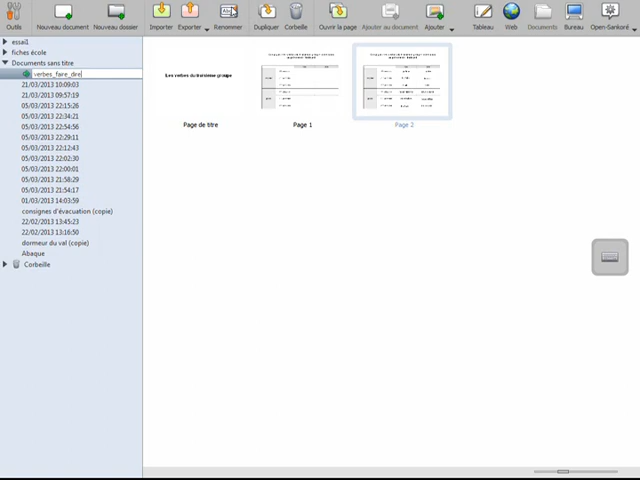 Outils Nouveau document Nouveau dossier Importer Exporter Renommer Dupliquer Corbeille Ouvrir la page Ajouter au document Ajouter Tableau Web Documents Bureau Open-Sankoré
essai1
fiches école
Documents sans titre
verbes_faire_dre
21/03/2013 10:09:03
21/03/2013 09:57:19
05/03/2013 22:15:26
05/03/2013 22:34:21
05/03/2013 22:54:56
05/03/2013 22:29:11
05/03/2013 22:12:43
05/03/2013 22:02:30
05/03/2013 22:00:01
05/03/2013 21:58:29
05/03/2013 21:54:17
01/03/2013 14:03:59
consignes d'évacuation (copie)
22/02/2013 13:45:23
22/02/2013 13:16:50
dormeur du val (copie)
Abaque
Corbeille
Les verbes du troisième groupe
Page de titre Page 1 Page 2